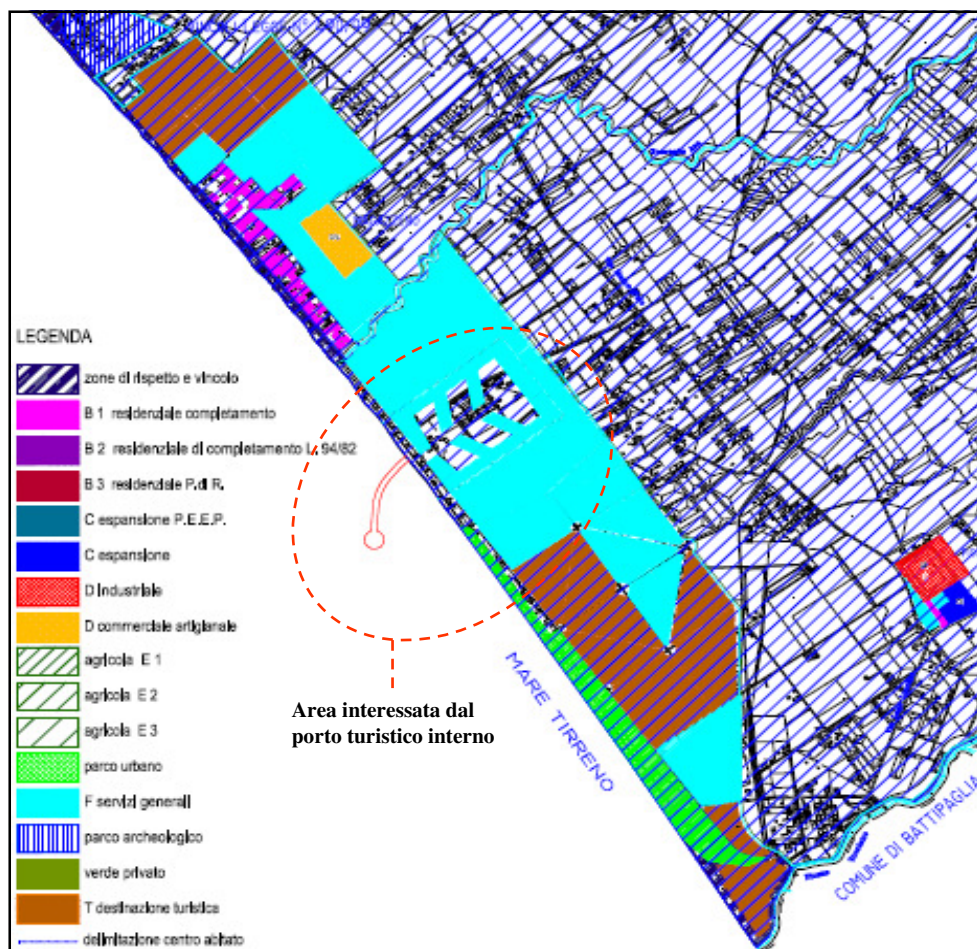 LEGENDA
zone di rispetto e vincolo
B 1 residenziale completamento
B 2 residenziale di completamento L. 94/82
B 3 residenziale P.di R.
C espansione P.E.E.P.
C espansione
D industriale
D commerciale artigianale
agricola E 1
agricola E 2
agricola E 3
parco urbano
F servizi generali
parco archeologico
verde privato
T destinazione turistica
delimitazione centro abitato
Area interessata dal
porto turistico interno
MARE TIRRENO
COMUNE DI BATTIPAGLIA